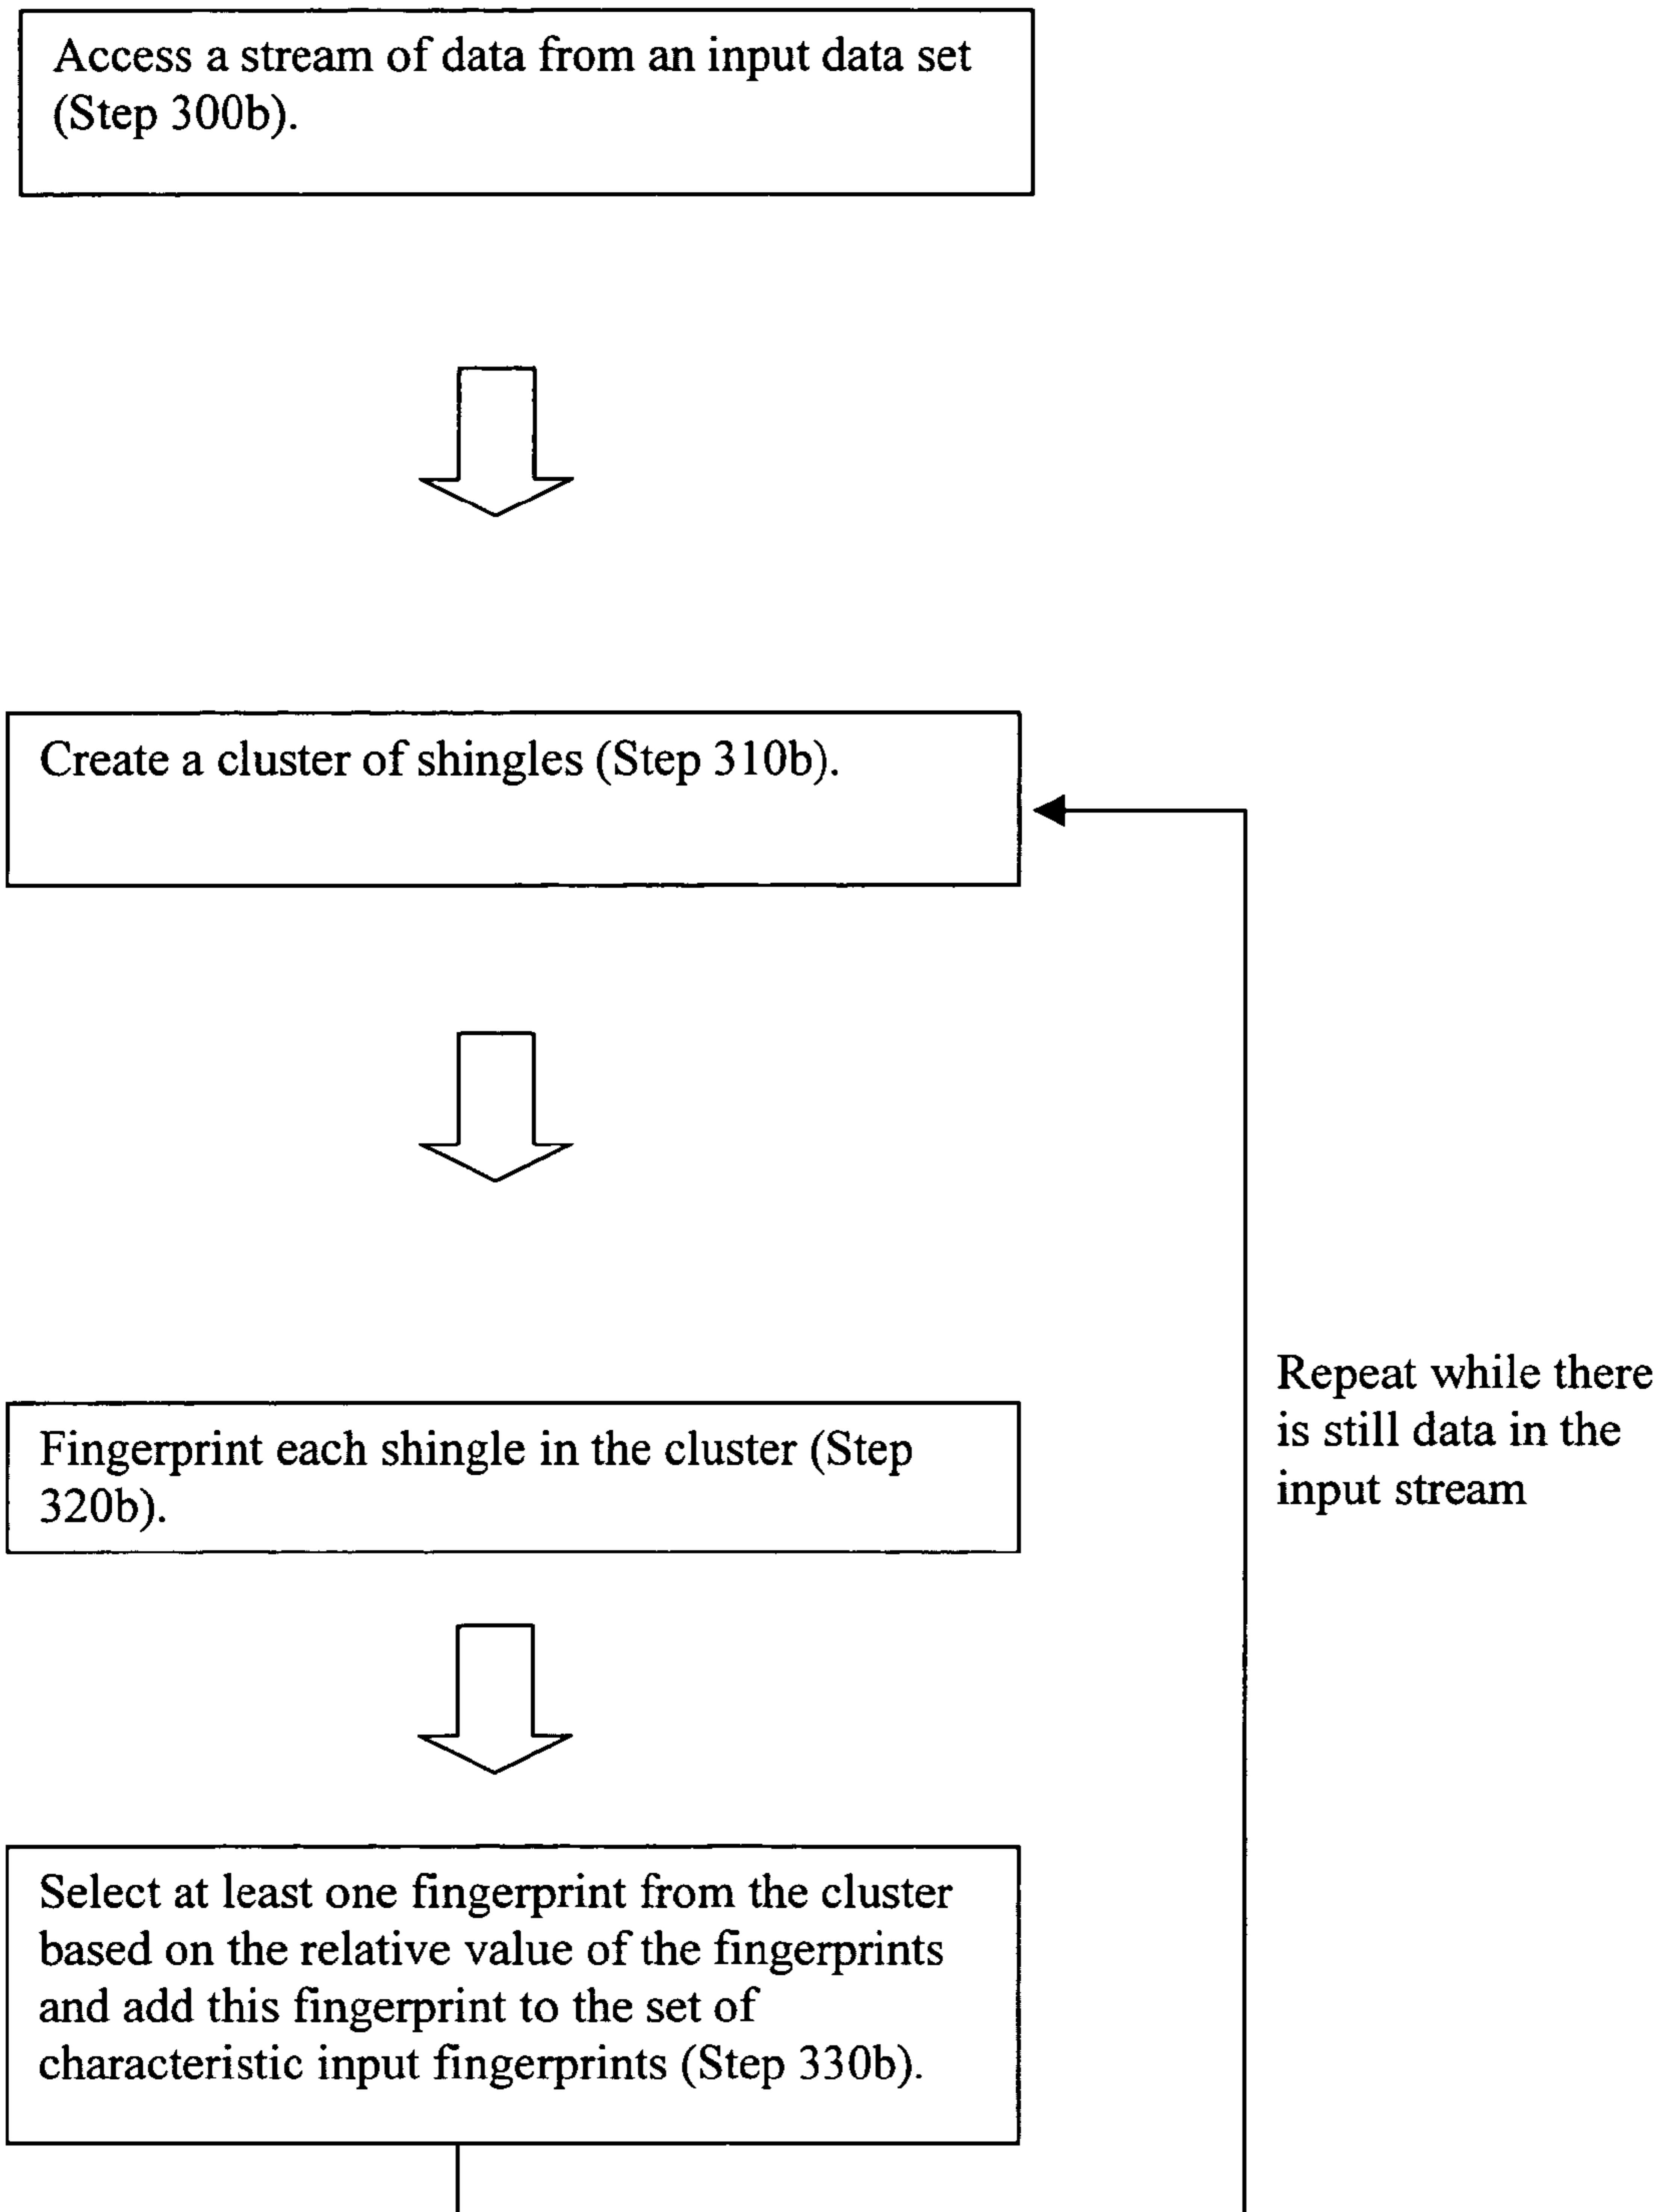 Access a stream of data from an input data set
(Step 300b).
Create a cluster of shingles (Step 310b).
Repeat while there
is still data in the
input stream
Fingerprint each shingle in the cluster (Step
320b).
Select at least one fingerprint from the cluster
based on the relative value of the fingerprints
and add this fingerprint to the set of
characteristic input fingerprints (Step 330b).